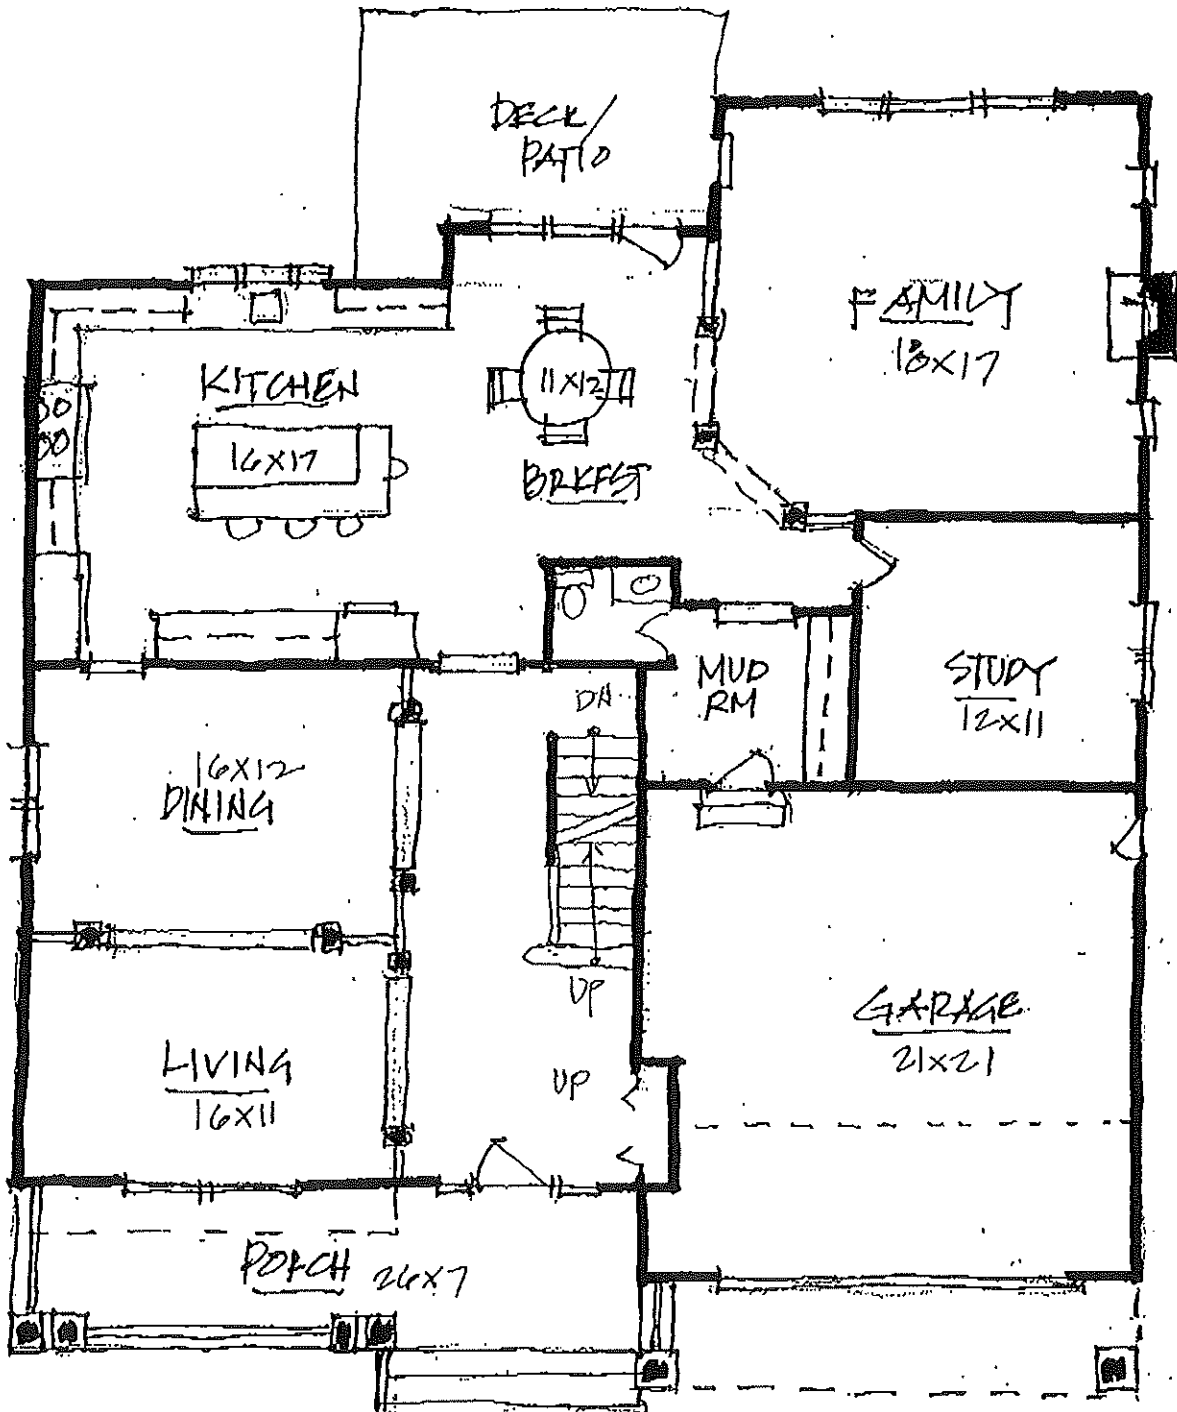 DECK/
PATIO
FAMILY
18X17
KITCHEN
16X17
11X12
BRKFST
MUD
RM
STUDY
12X11
DN
16X12
DINING
UP
GARAGE
21X21
LIVING
16X11
UP
PORCH 26X7